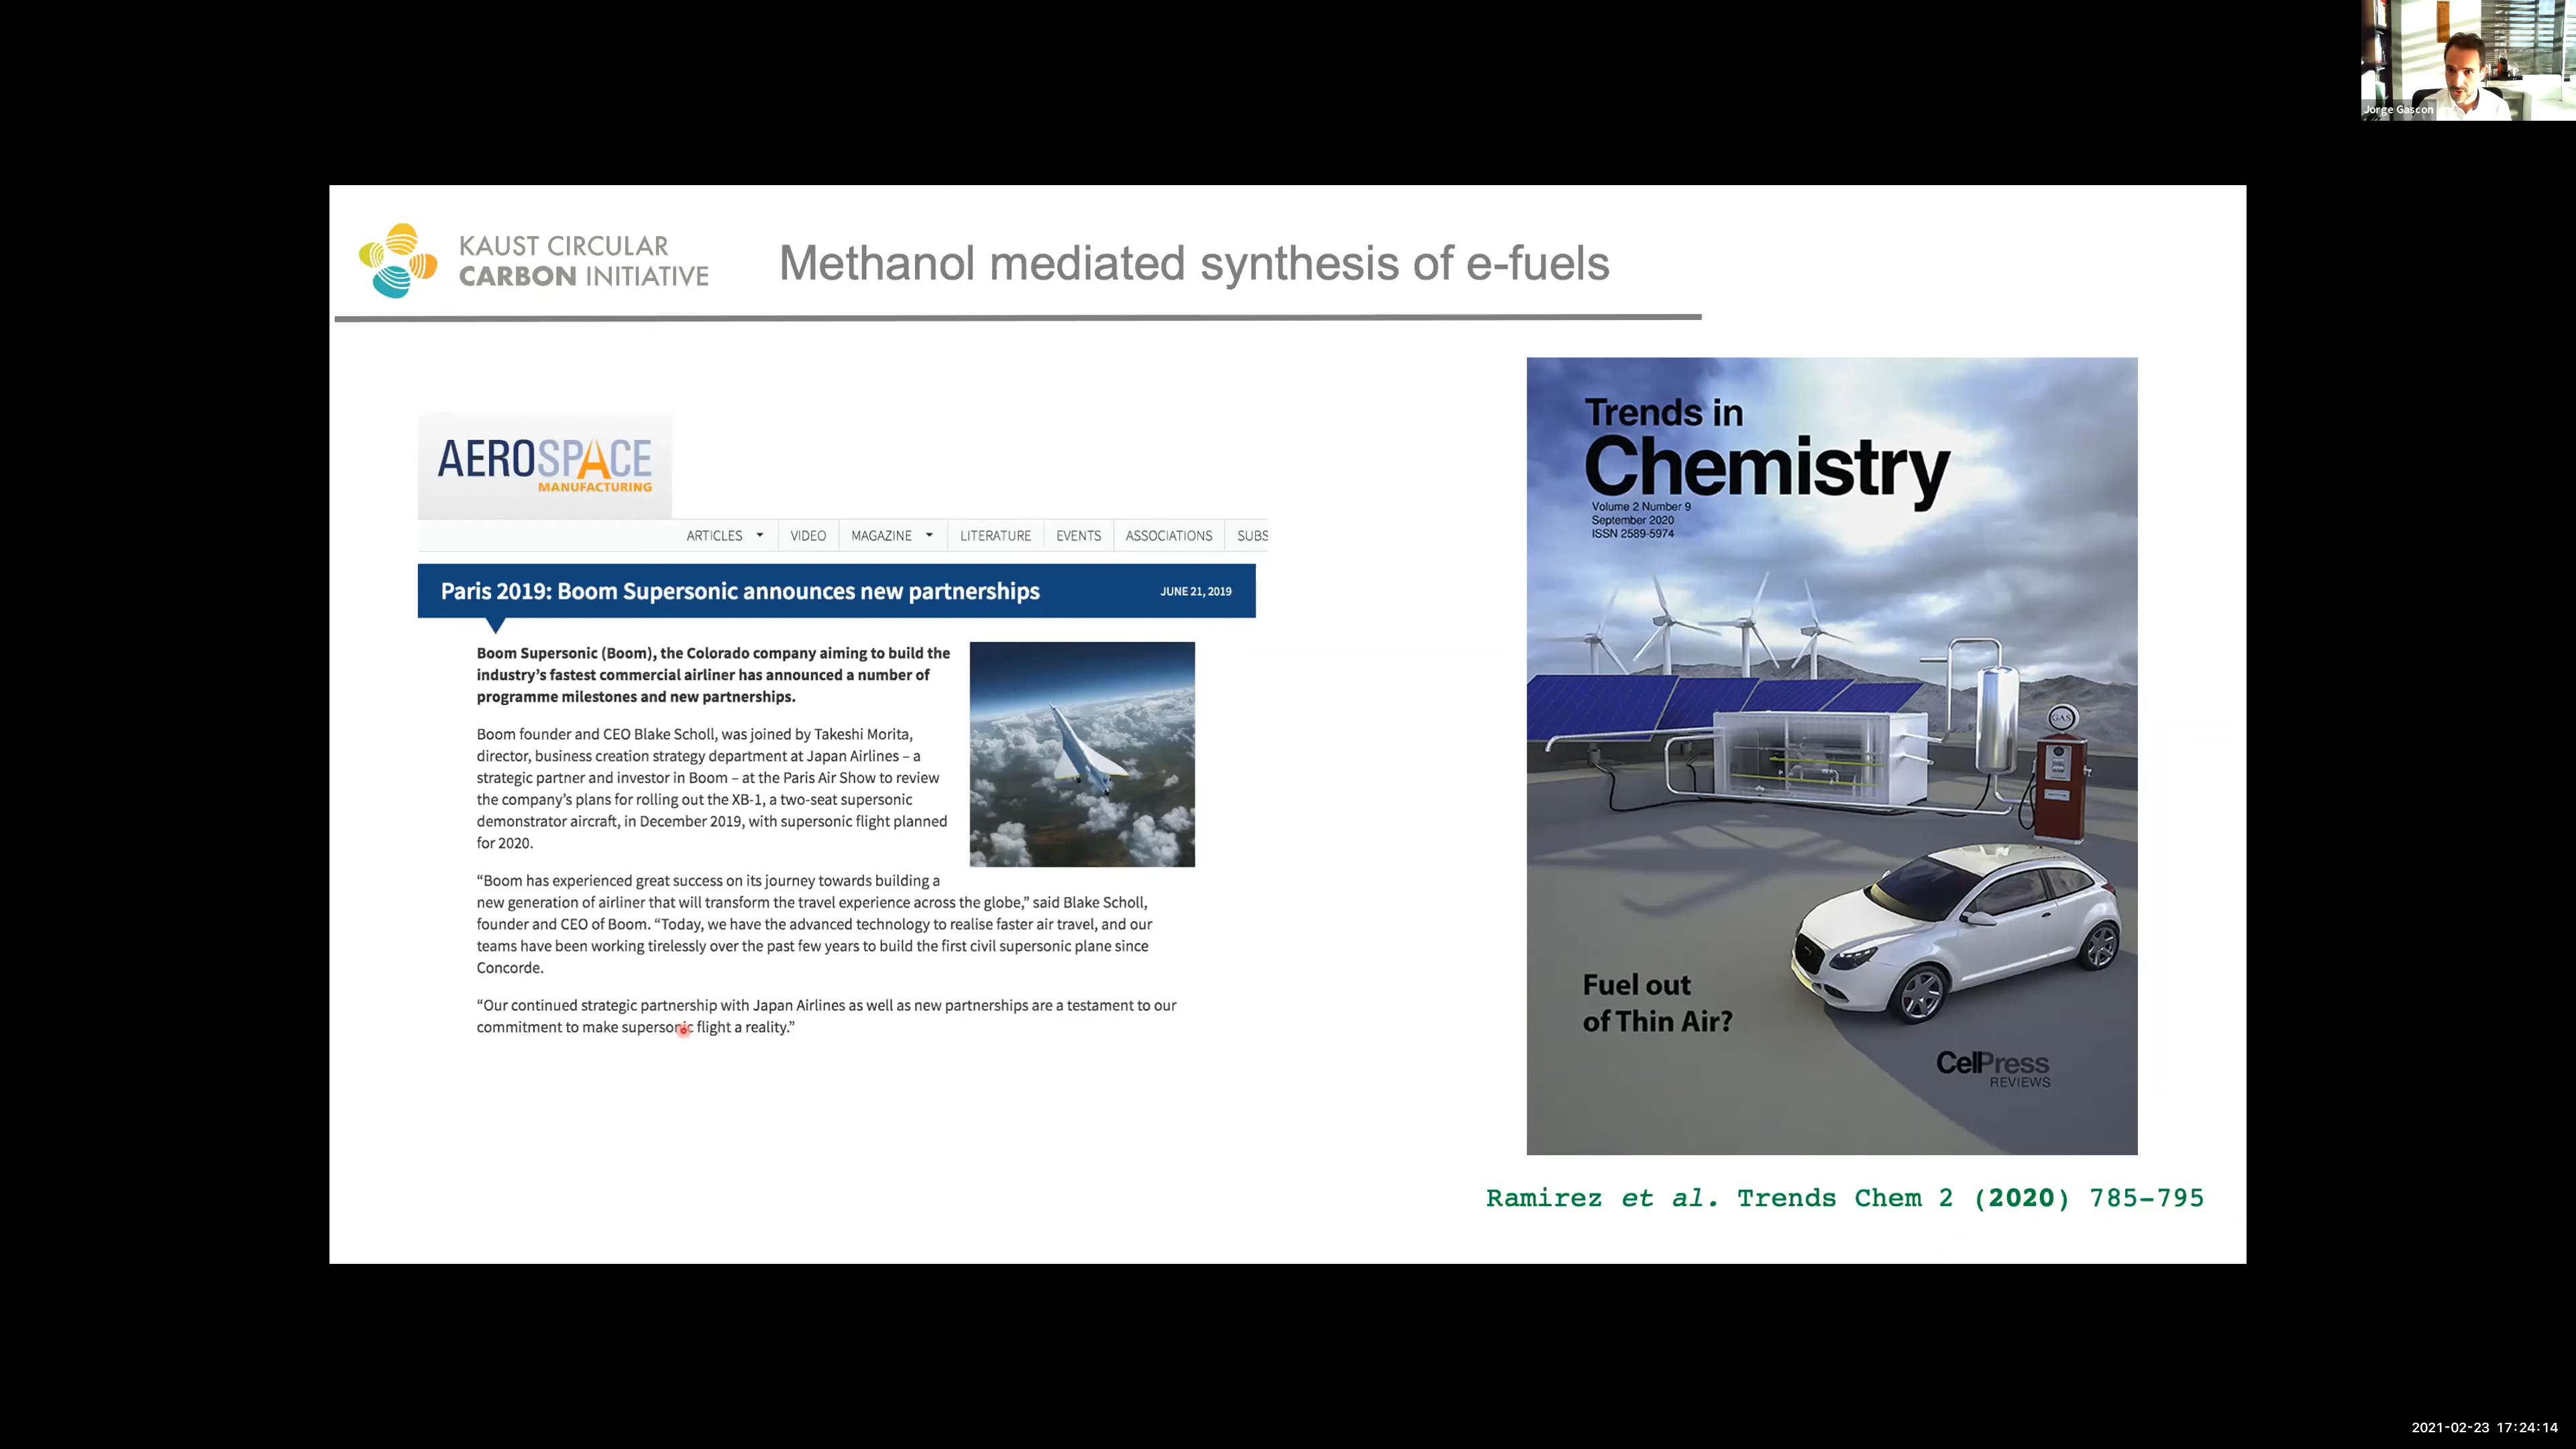 Jorge Gascon
KAUST CIRCULAR
CARBON INITIATIVE
Methanol mediated synthesis of e-fuels
AEROSPACE
MANUFACTURING
ARTICLES VIDEO MAGAZINE LITERATURE EVENTS ASSOCIATIONS SUBS
Paris 2019: Boom Supersonic announces new partnerships JUNE 21, 2019
Boom Supersonic (Boom), the Colorado company aiming to build the
industry's fastest commercial airliner has announced a number of
programme milestones and new partnerships.
Boom founder and CEO Blake Scholl, was joined by Takeshi Morita,
director, business creation strategy department at Japan Airlines – a
strategic partner and investor in Boom – at the Paris Air Show to review
the company's plans for rolling out the XB-1, a two-seat supersonic
demonstrator aircraft, in December 2019, with supersonic flight planned
for 2020.
“Boom has experienced great success on its journey towards building a
new generation of airliner that will transform the travel experience across the globe,” said Blake Scholl,
founder and CEO of Boom. “Today, we have the advanced technology to realise faster air travel, and our
teams have been working tirelessly over the past few years to build the first civil supersonic plane since
Concorde.
“Our continued strategic partnership with Japan Airlines as well as new partnerships are a testament to our
commitment to make supersonic flight a reality.”
Trends in
Chemistry
Volume 2 Number 9
September 2020
ISSN 2589-5974
GAS
Fuel out
of Thin Air?
CellPress
REVIEWS
Ramirez et al. Trends Chem 2 (2020) 785–795
2021-02-23 17:24:14